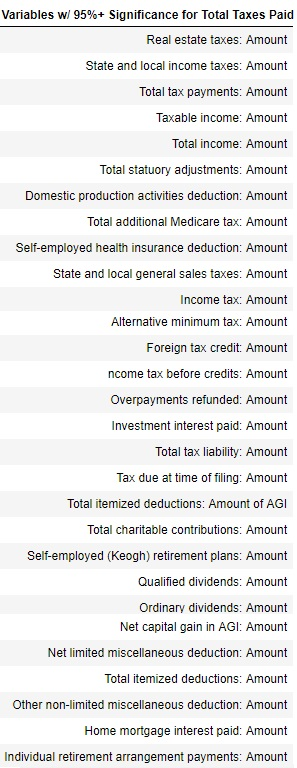 Variables w/ 95%+ Significance for Total Taxes Paid
Real estate taxes: Amount
State and local income taxes: Amount
Total tax payments: Amount
Taxable income: Amount
Total income: Amount
Total statuory adjustments: Amount
Domestic production activities deduction: Amount
Total additional Medicare tax: Amount
Self-employed health insurance deduction: Amount
State and local general sales taxes: Amount
Income tax: Amount
Alternative minimum tax: Amount
Foreign tax credit: Amount
ncome tax before credits: Amount
Overpayments refunded: Amount
Investment interest paid: Amount
Total tax liability: Amount
Tax due at time of filing: Amount
Total itemized deductions: Amount of AGI
Total charitable contributions: Amount
Self-employed (Keogh) retirement plans: Amount
Qualified dividends: Amount
Ordinary dividends: Amount
Net capital gain in AGI: Amount
Net limited miscellaneous deduction: Amount
Total itemized deductions: Amount
Other non-limited miscellaneous deduction: Amount
Home mortgage interest paid: Amount
Individual retirement arrangement payments: Amount